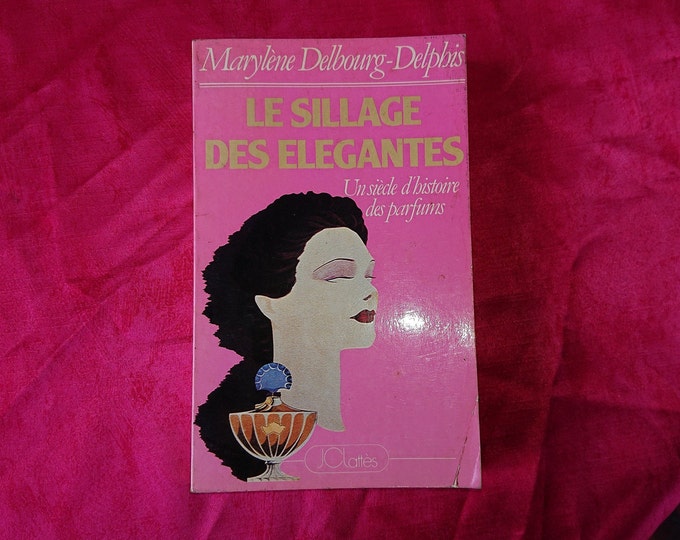 Marylène Delbourg-Delphis
LE SILLAGE
DES ELEGANTES
Un siècle d'histoire
des parfums
JCLattès